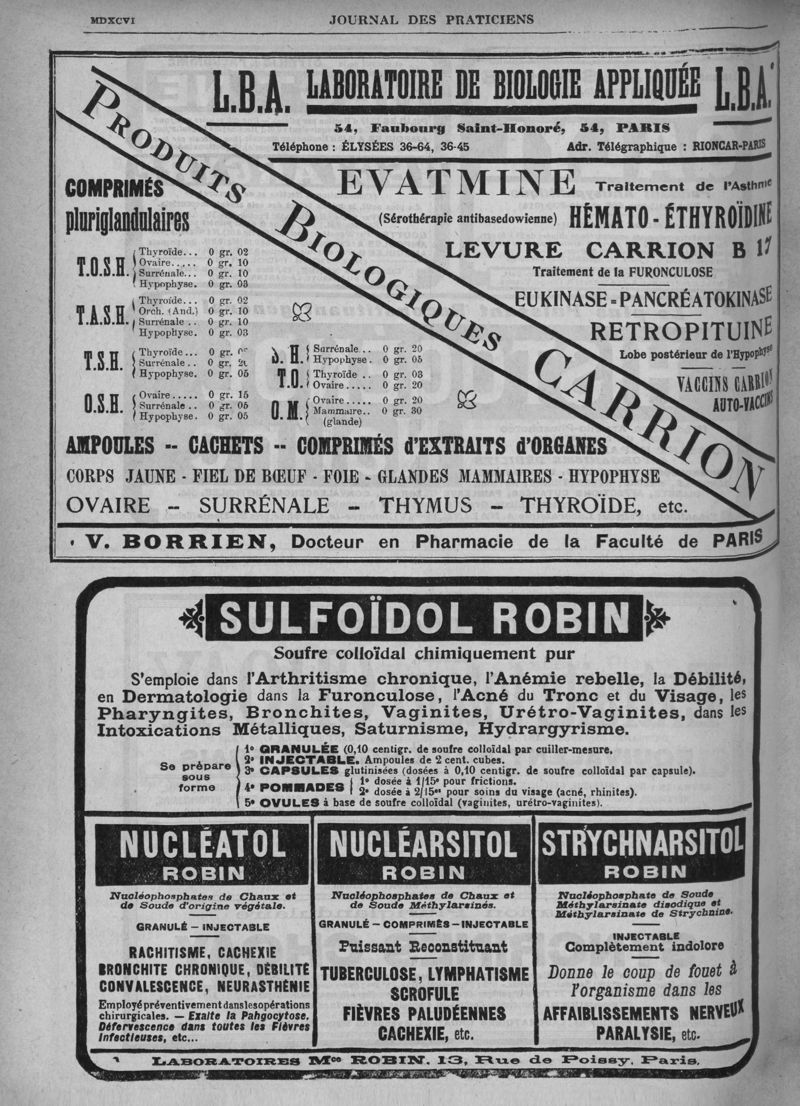 MDXCVI
JOURNAL DES PRATICIENS
L.B.A. LABORATOIRE DE BIOLOGIE APPLIQUÉE L.B.A.
54, Faubourg Saint-Honoré, 54, PARIS
Téléphone : ÉLYSÉES 36-64, 36-45 Adr. Télégraphique : RIONCAR-PARIS
PRODUITS BIOLOGIQUES CARRION
EVATMINE Traitement de l'Asthme
(Sérothérapie antibasedowienne) HÉMATO-ÉTHYROÏDINE
LEVURE CARRION B 17
Traitement de la FURONCULOSE
EUKINASE-PANCRÉATOKINASE
RETROPITUINE
Lobe postérieur de l'Hypophyse
VACCINS CARRION
AUTO-VACCINS
COMPRIMÉS
pluriglandulaires
T.O.S.H.
Thyroïde... 0 gr. 02
Ovaire..... 0 gr. 10
Surrénale... 0 gr. 10
Hypophyse. 0 gr. 03
T.A.S.H.
Thyroïde... 0 gr. 02
Orch. (And.) 0 gr. 10
Surrénale .. 0 gr. 10
Hypophyse. 0 gr. 03
T.S.H.
Thyroïde... 0 gr.
Surrénale .. 0 gr.
Hypophyse. 0 gr. 05
O.S.H.
Ovaire..... 0 gr. 15
Surrénale .. 0 gr. 05
Hypophyse. 0 gr. 05
S. H.
Surrénale .. 0 gr. 20
Hypophyse . 0 gr. 05
T.O.
Thyroïde .. 0 gr. 03
Ovaire..... 0 gr. 20
O.M.
Ovaire..... 0 gr. 20
Mammaire.. 0 gr. 30
(glande)
AMPOULES -- CACHETS -- COMPRIMÉS d'EXTRAITS d'ORGANES
CORPS JAUNE - FIEL DE BŒUF - FOIE - GLANDES MAMMAIRES - HYPOPHYSE
OVAIRE – SURRÉNALE – THYMUS – THYROÏDE, etc.
V. BORRIEN, Docteur en Pharmacie de la Faculté de PARIS
SULFOÏDOL ROBIN
Soufre colloïdal chimiquement pur
S'emploie dans l'Arthritisme chronique, l'Anémie rebelle, la Débilité,
en Dermatologie dans la Furonculose, l'Acné du Tronc et du Visage, les
Pharyngites, Bronchites, Vaginites, Urétro-Vaginites, dans les
Intoxications Métalliques, Saturnisme, Hydrargyrisme.
Se prépare
sous
forme
1º GRANULÉE (0,10 centigr. de soufre colloïdal par cuiller-mesure.
2º INJECTABLE. Ampoules de 2 cent. cubes.
3º CAPSULES glutinisées (dosées à 0,10 centigr. de soufre colloïdal par capsule).
4º POMMADES
1º dosée à 1/15º pour frictions.
2º dosée à 2/15mes pour soins du visage (acné, rhinites).
5º OVULES à base de soufre colloïdal (vaginites, urétro-vaginites).
NUCLÉATOL
ROBIN
Nucléophosphates de Chaux et
de Soude d'origine végétale.
GRANULÉ – INJECTABLE
RACHITISME, CACHEXIE
BRONCHITE CHRONIQUE, DÉBILITÉ
CONVALESCENCE, NEURASTHÉNIE
Employé préventivement dans les opérations
chirurgicales. — Exalte la Pahgocytose.
Défervescence dans toutes les Fièvres
Infectieuses, etc...
NUCLÉARSITOL
ROBIN
Nucléophosphates de Chaux et
de Soude Méthylarsinés.
GRANULÉ – COMPRIMÉS – INJECTABLE
Puissant Reconstituant
TUBERCULOSE, LYMPHATISME
SCROFULE
FIÈVRES PALUDÉENNES
CACHEXIE, etc.
STRYCHNARSITOL
ROBIN
Nucléophosphate de Soude
Méthylarsinate disodique et
Méthylarsinate de Strychnine.
INJECTABLE
Complètement indolore
Donne le coup de fouet à
l'organisme dans les
AFFAIBLISSEMENTS NERVEUX
PARALYSIE, etc.
LABORATOIRES Mce ROBIN, 13, Rue de Poissy, Paris.